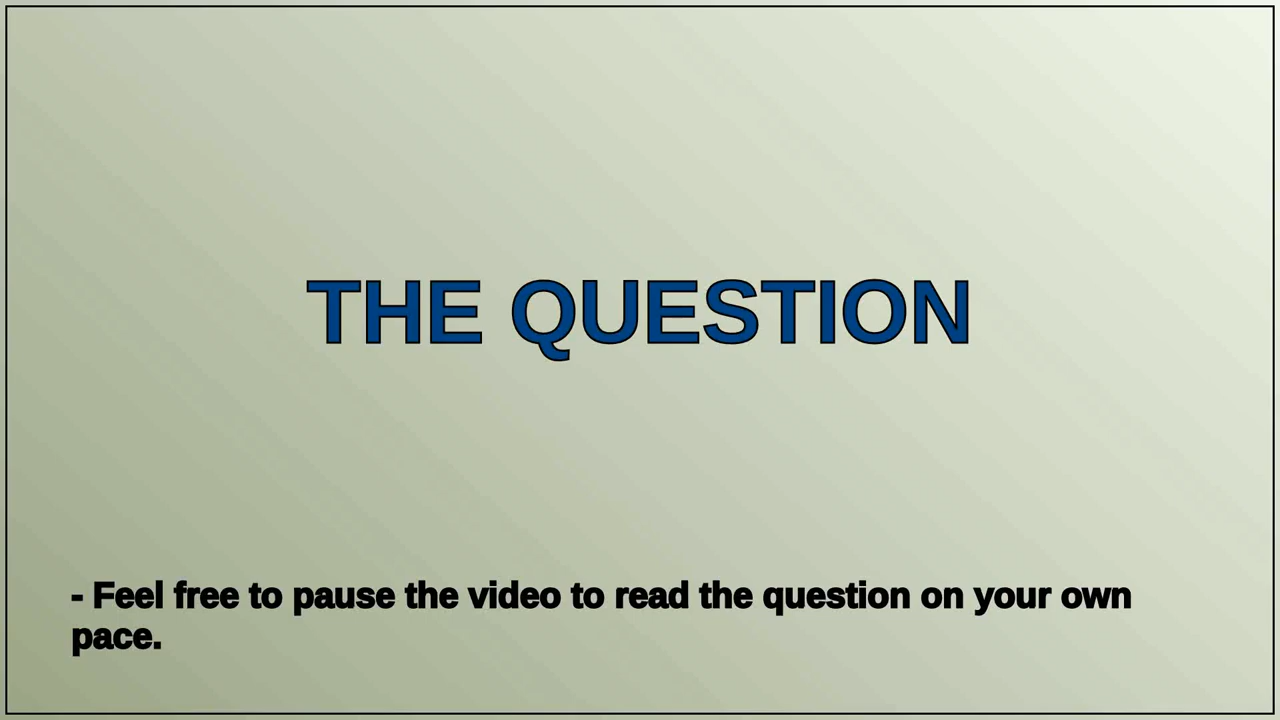 THE QUESTION
- Feel free to pause the video to read the question on your own
pace.